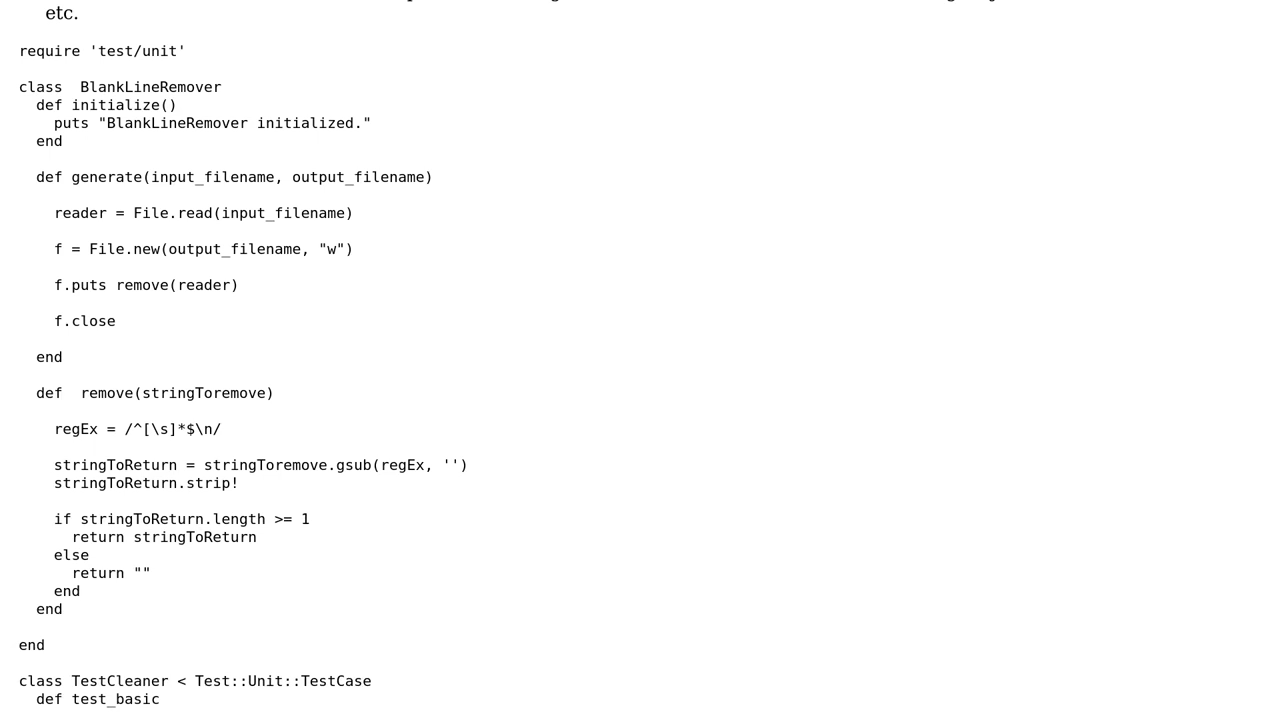 etc.
require 'test/unit'
class  BlankLineRemover
  def initialize()
    puts "BlankLineRemover initialized."
  end
  def generate(input_filename, output_filename)
    reader = File.read(input_filename)
    f = File.new(output_filename, "w")
    f.puts remove(reader)
    f.close
  end
  def  remove(stringToremove)
    regEx = /^[\s]*$\n/
    stringToReturn = stringToremove.gsub(regEx, '')
    stringToReturn.strip!
    if stringToReturn.length >= 1
      return stringToReturn
    else
      return ""
    end
  end
end
class TestCleaner < Test::Unit::TestCase
  def test_basic